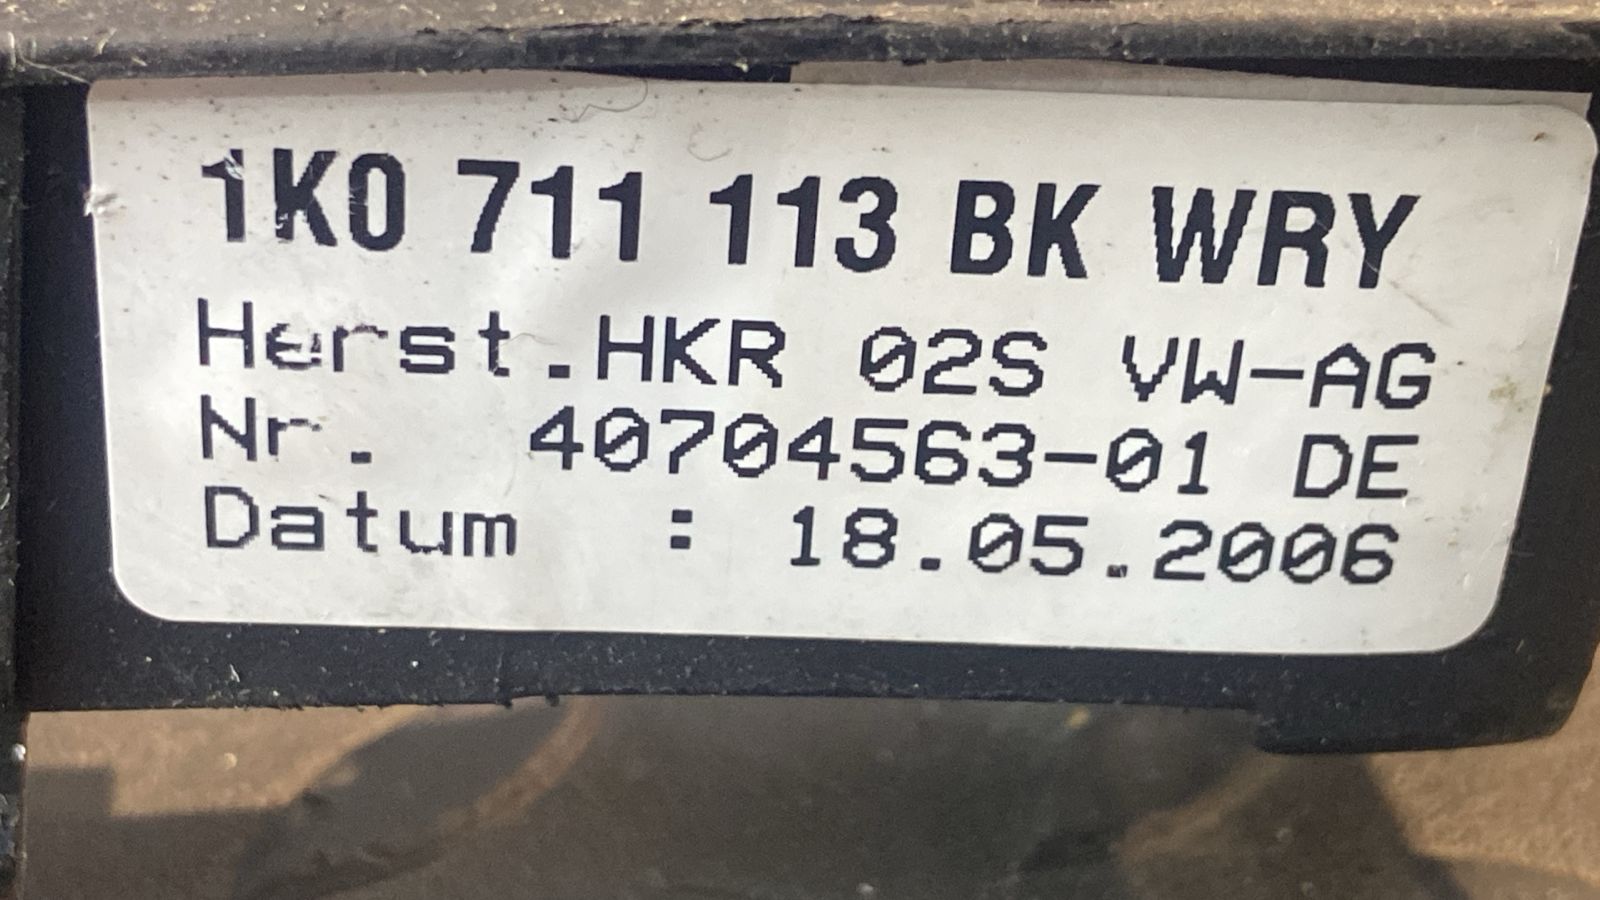 1K0 711 113 BK WRY
Herst.HKR 02S VW-AG
Nr. 40704563-01 DE
Datum : 18.05.2006